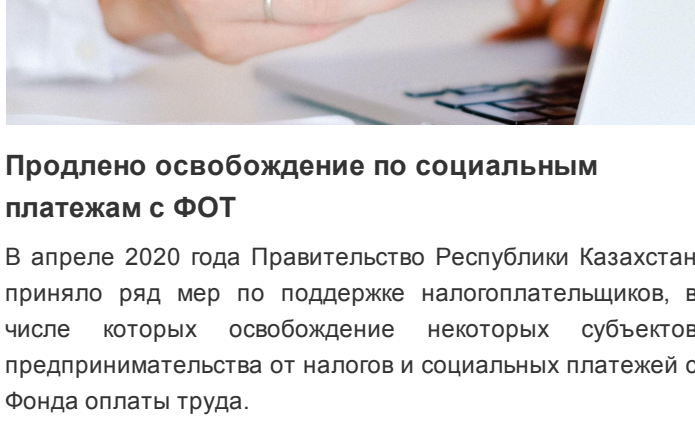 Продлено освобождение по социальным
платежам с ФОТ
В апреле 2020 года Правительство Республики Казахстан
приняло ряд мер по поддержке налогоплательщиков, в
числе которых освобождение некоторых субъектов
предпринимательства от налогов и социальных платежей с
Фонда оплаты труда.